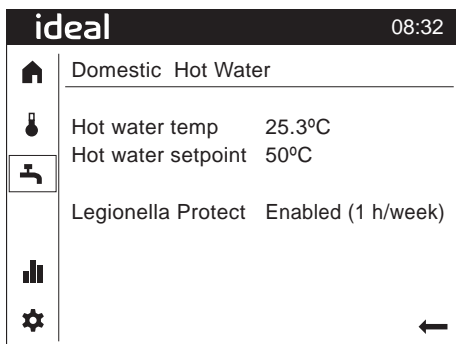 ideal 08:32
Domestic Hot Water
Hot water temp 25.3ºC
Hot water setpoint 50ºC
Legionella Protect Enabled (1 h/week)